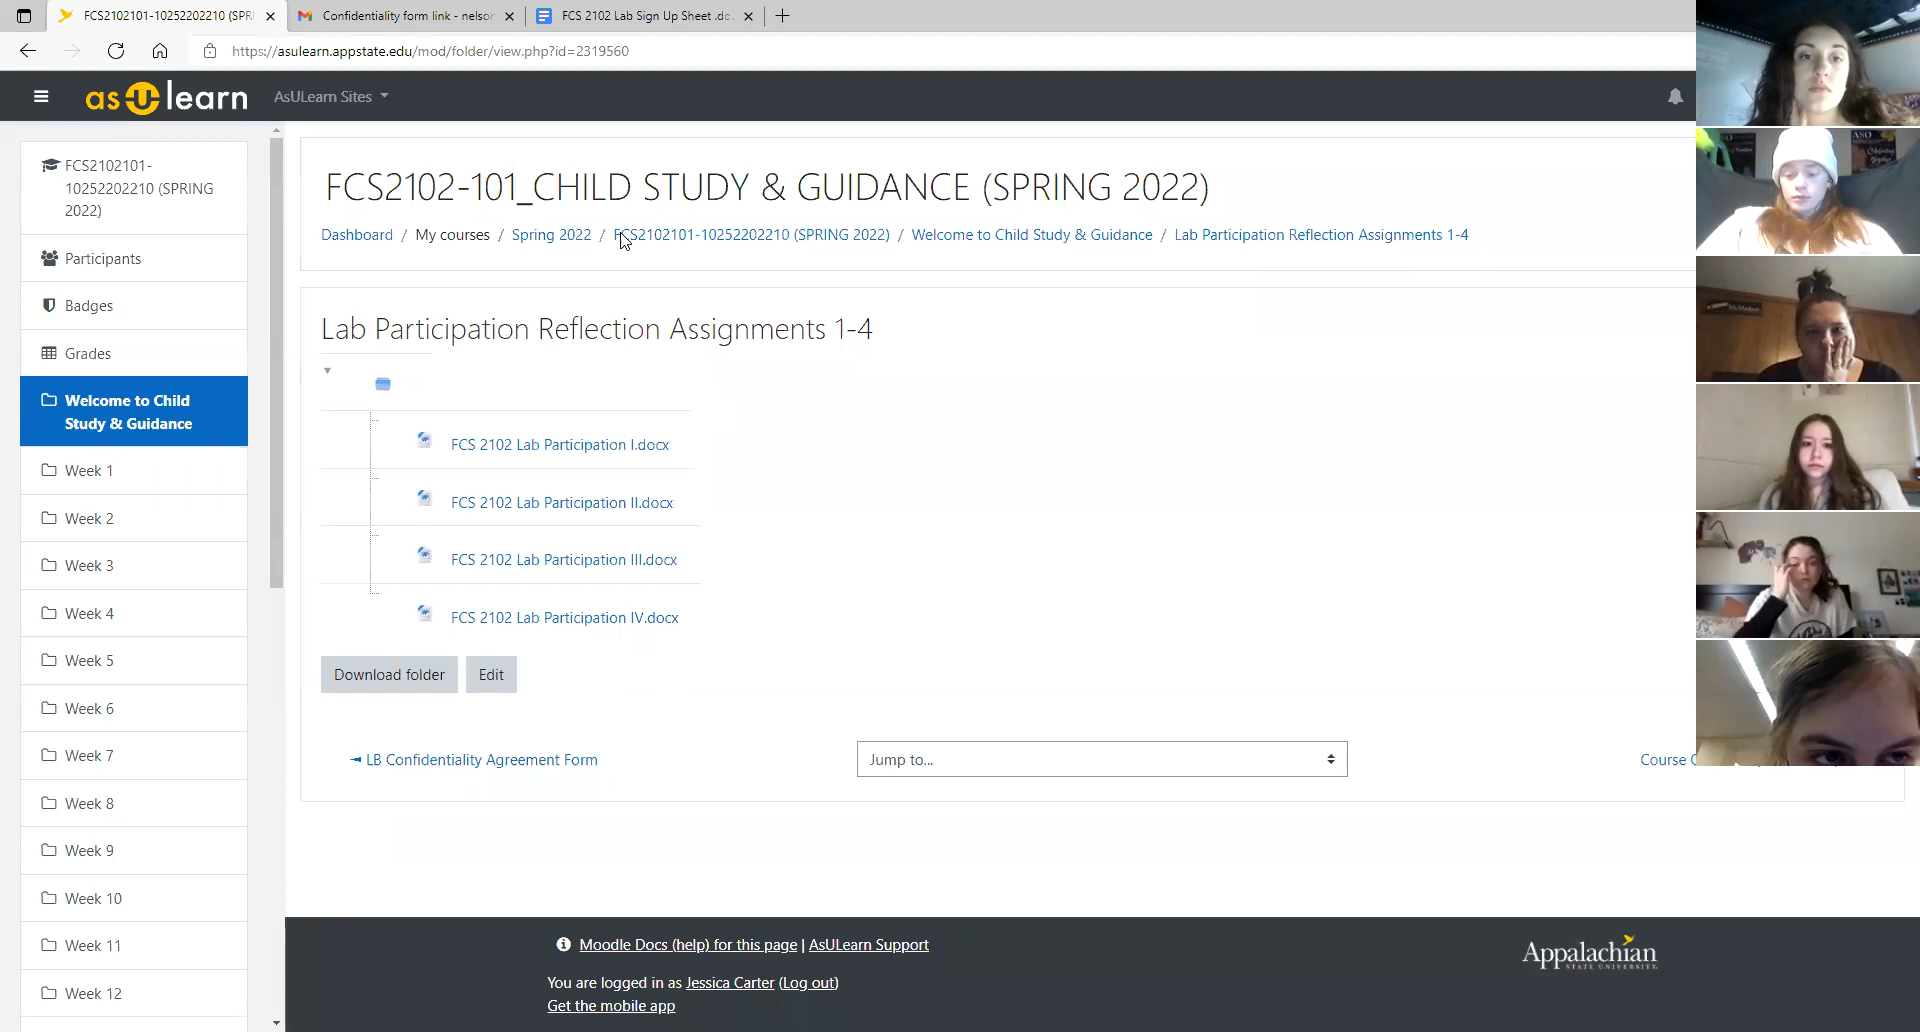 FCS2102101-10252202210 (SPRI
Confidentiality form link - nelson
FCS 2102 Lab Sign Up Sheet .do
https://asulearn.appstate.edu/mod/folder/view.php?id=2319560
asUlearn
AsULearn Sites
FCS2102101-
10252202210 (SPRING
2022)
Participants
Badges
Grades
Welcome to Child
Study & Guidance
Week 1
Week 2
Week 3
Week 4
Week 5
Week 6
Week 7
Week 8
Week 9
Week 10
Week 11
Week 12
FCS2102-101_CHILD STUDY & GUIDANCE (SPRING 2022)
Dashboard / My courses / Spring 2022 / FCS2102101-10252202210 (SPRING 2022) / Welcome to Child Study & Guidance / Lab Participation Reflection Assignments 1-4
Lab Participation Reflection Assignments 1-4
FCS 2102 Lab Participation I.docx
FCS 2102 Lab Participation II.docx
FCS 2102 Lab Participation III.docx
FCS 2102 Lab Participation IV.docx
Download folder Edit
◄ LB Confidentiality Agreement Form
Jump to...
Course
Moodle Docs (help) for this page | AsULearn Support
You are logged in as Jessica Carter (Log out)
Get the mobile app
Appalachian
STATE UNIVERSITY
ASO